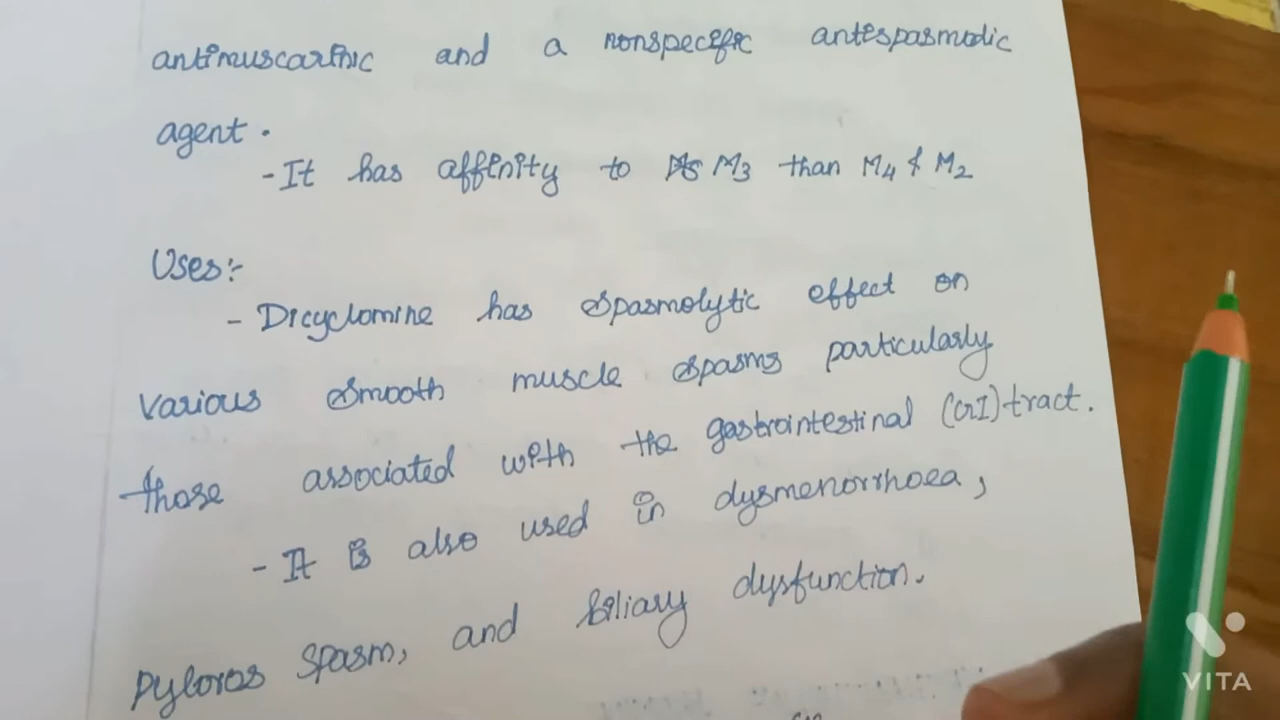 antimuscarinic and a nonspecific antispasmodic
agent.
-It has affinity to M3 than M4 & M2
Uses:-
- Dicyclomine has spasmolytic effect on
various smooth muscle spasms particularly
those associated with the gastrointestinal (GI) tract.
- It is also used in dysmenorrhoea,
Pyloros spasm, and biliary dysfunction.
VITA